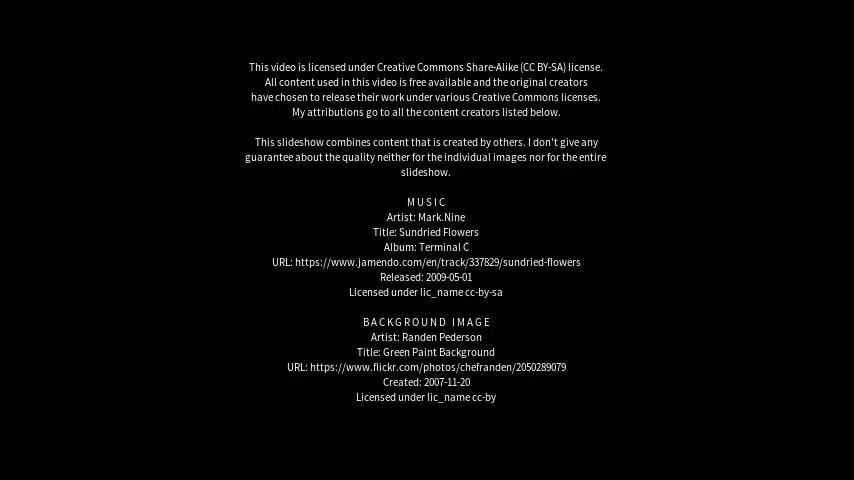 This video is licensed under Creative Commons Share-Alike (CC BY-SA) license.
All content used in this video is free available and the original creators
have chosen to release their work under various Creative Commons licenses.
My attributions go to all the content creators listed below.
This slideshow combines content that is created by others. I don't give any
guarantee about the quality neither for the individual images nor for the entire
slideshow.
MUSIC
Artist: Mark.Nine
Title: Sundried Flowers
Album: Terminal C
URL: https://www.jamendo.com/en/track/337829/sundried-flowers
Released: 2009-05-01
Licensed under lic_name cc-by-sa
BACKGROUND IMAGE
Artist: Randen Pederson
Title: Green Paint Background
URL: https://www.flickr.com/photos/chefranden/2050289079
Created: 2007-11-20
Licensed under lic_name cc-by